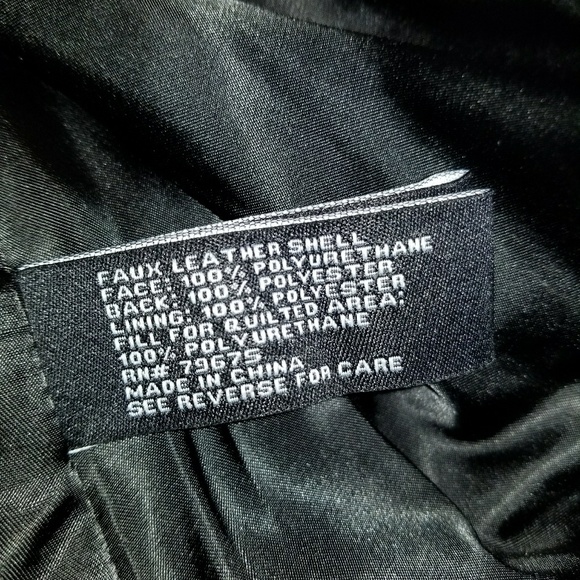 FAUX LEATHER SHELL
FACE: 100% POLYURETHANE
BACK: 100% POLYESTER
LINING: 100% POLYESTER
FILL FOR QUILTED AREA:
100% POLYURETHANE
RN# 79675
MADE IN CHINA
SEE REVERSE FOR CARE